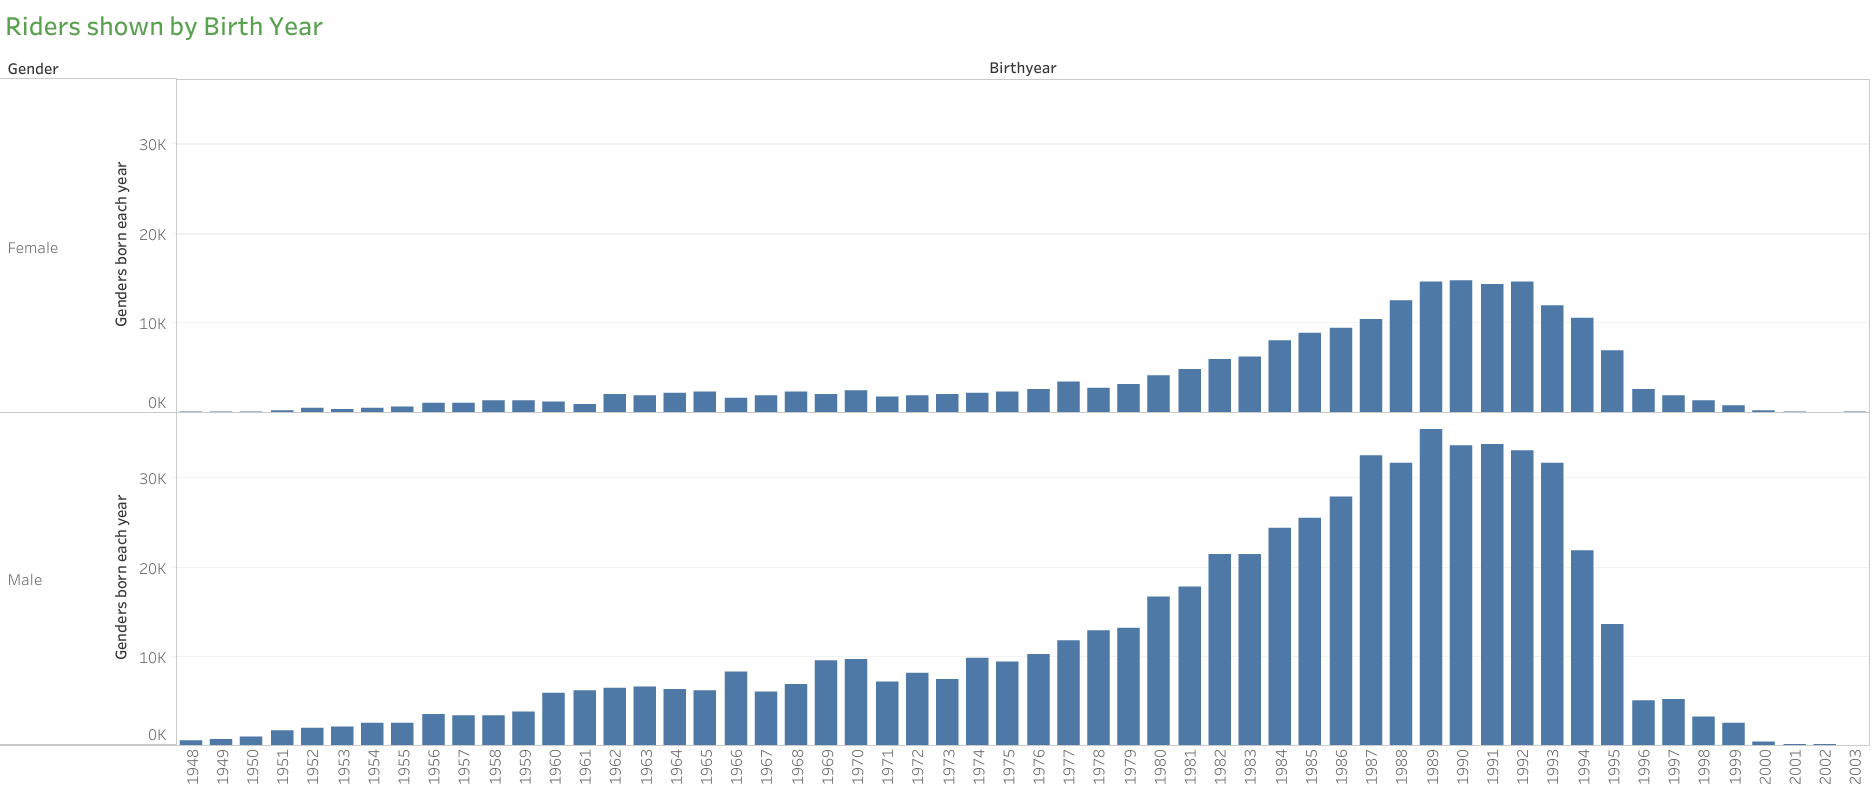 Riders shown by Birth Year
Gender
Birthyear
Female
Genders born each year
30K
20K
10K
0K
Male
Genders born each year
30K
20K
10K
0K
1948 1949 1950 1951 1952 1953 1954 1955 1956 1957 1958 1959 1960 1961 1962 1963 1964 1965 1966 1967 1968 1969 1970 1971 1972 1973 1974 1975 1976 1977 1978 1979 1980 1981 1982 1983 1984 1985 1986 1987 1988 1989 1990 1991 1992 1993 1994 1995 1996 1997 1998 1999 2000 2001 2002 2003